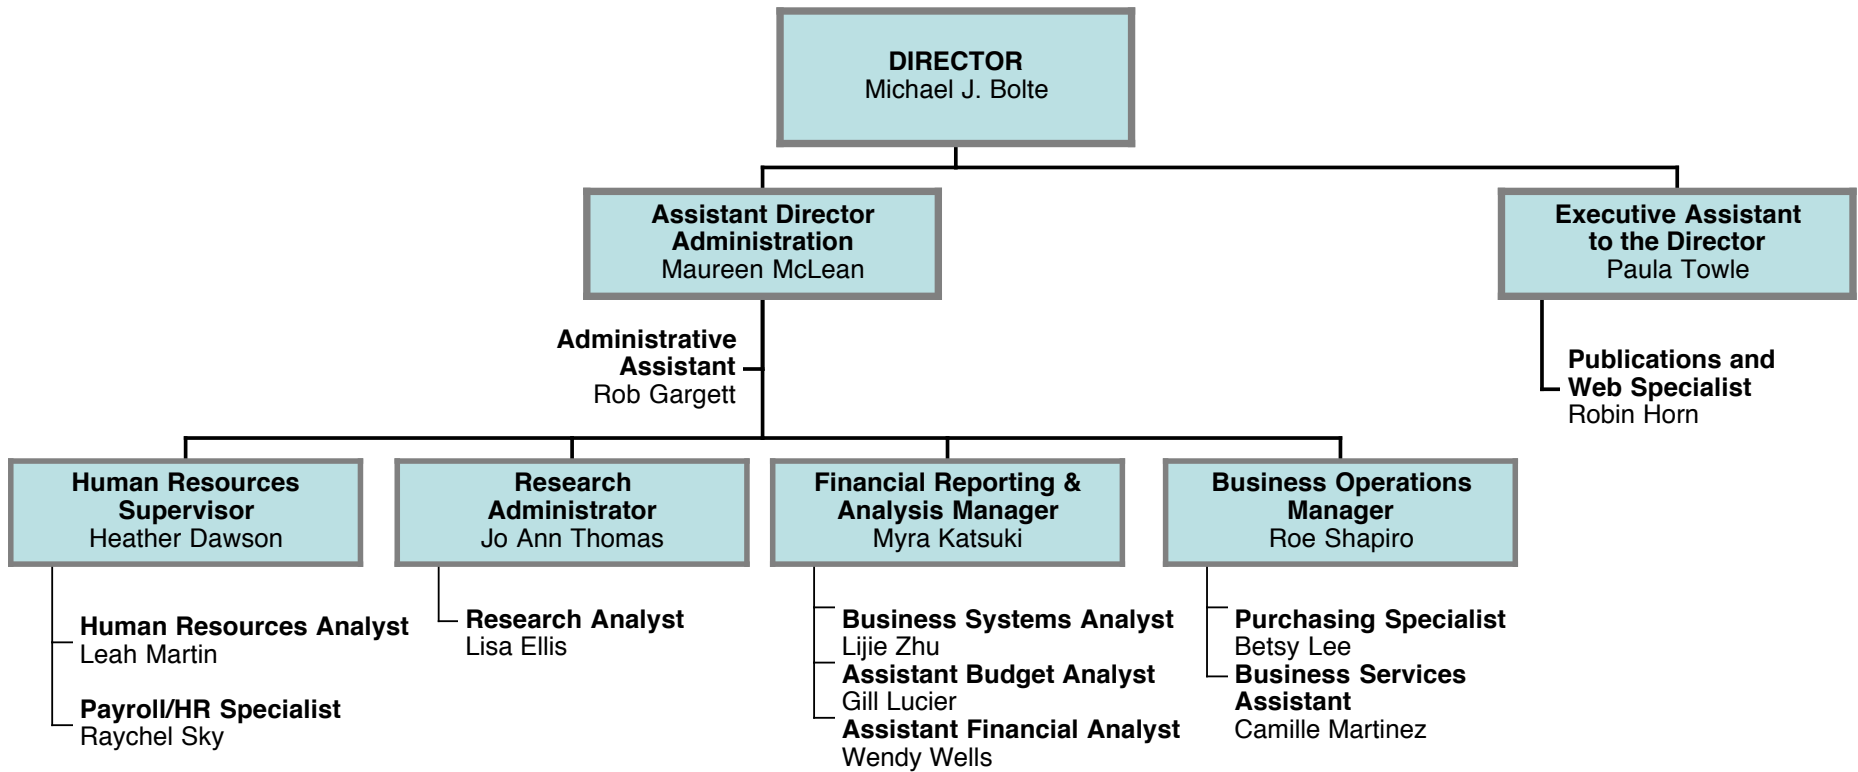 DIRECTOR
Michael J. Bolte
Assistant Director
Administration
Maureen McLean
Executive Assistant
to the Director
Paula Towle
Administrative
Assistant
Rob Gargett
Publications and
Web Specialist
Robin Horn
Human Resources
Supervisor
Heather Dawson
Research
Administrator
Jo Ann Thomas
Financial Reporting &
Analysis Manager
Myra Katsuki
Business Operations
Manager
Roe Shapiro
Human Resources Analyst
Leah Martin
Payroll/HR Specialist
Raychel Sky
Research Analyst
Lisa Ellis
Business Systems Analyst
Lijie Zhu
Assistant Budget Analyst
Gill Lucier
Assistant Financial Analyst
Wendy Wells
Purchasing Specialist
Betsy Lee
Business Services
Assistant
Camille Martinez